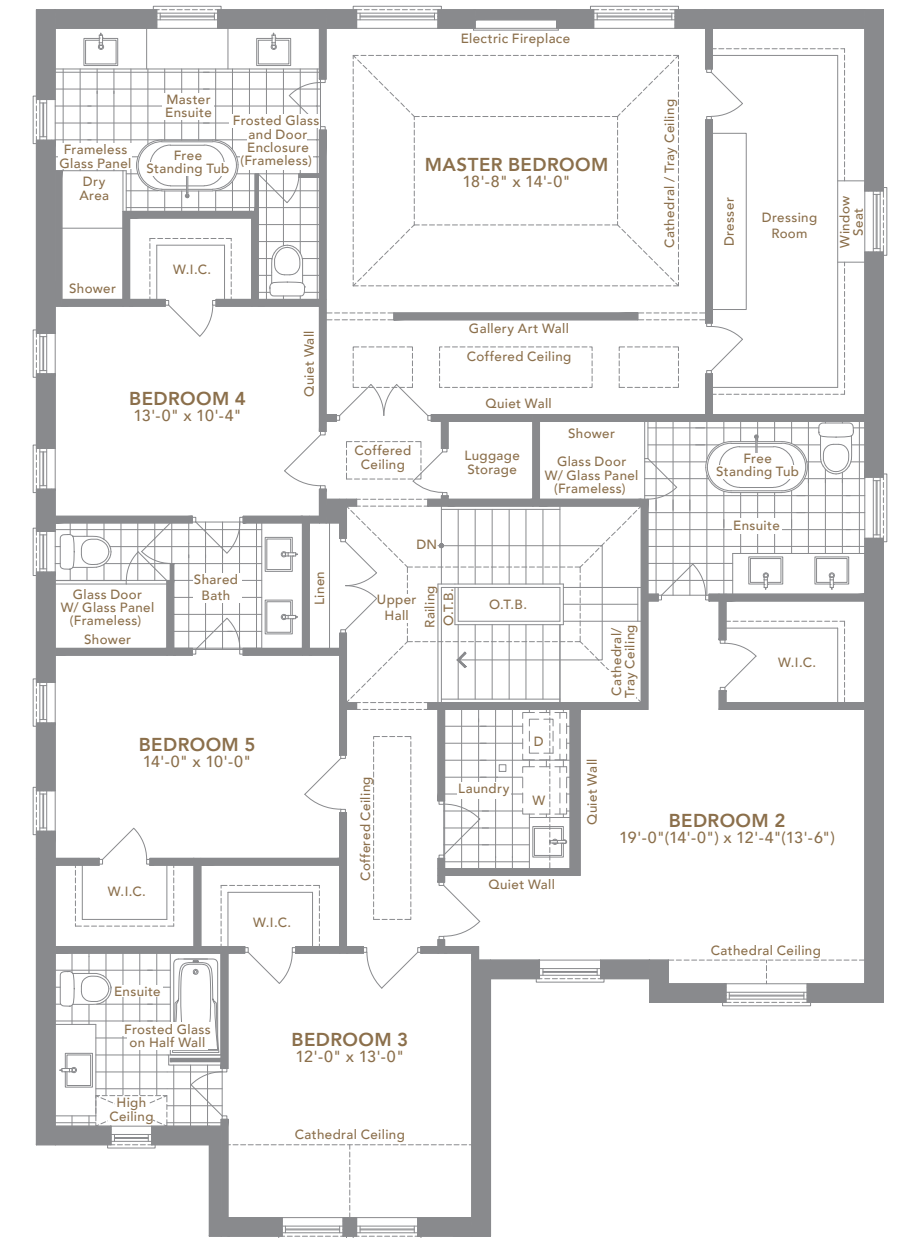 Electric Fireplace
Master
Ensuite
Frosted Glass
and Door
Enclosure
(Frameless)
Frameless
Glass Panel
Free
Standing Tub
Dry
Area
Shower
W.I.C.
MASTER BEDROOM
18'-8" x 14'-0"
Cathedral / Tray Ceiling
Dresser
Dressing
Room
Window
Seat
Gallery Art Wall
Coffered Ceiling
Quiet Wall
Quiet Wall
BEDROOM 4
13'-0" x 10'-4"
Coffered
Ceiling
Luggage
Storage
Shower
Glass Door
W/ Glass Panel
(Frameless)
Free
Standing Tub
Ensuite
DN
Shared
Bath
Glass Door
W/ Glass Panel
(Frameless)
Shower
Linen
Upper
Hall
Railing
O.T.B.
O.T.B.
Cathedral/
Tray Ceiling
W.I.C.
BEDROOM 5
14'-0" x 10'-0"
Coffered Ceiling
D
Laundry
W
Quiet Wall
BEDROOM 2
19'-0"(14'-0") x 12'-4"(13'-6")
Quiet Wall
W.I.C.
W.I.C.
Cathedral Ceiling
Ensuite
Frosted Glass
on Half Wall
BEDROOM 3
12'-0" x 13'-0"
High
Ceiling
Cathedral Ceiling